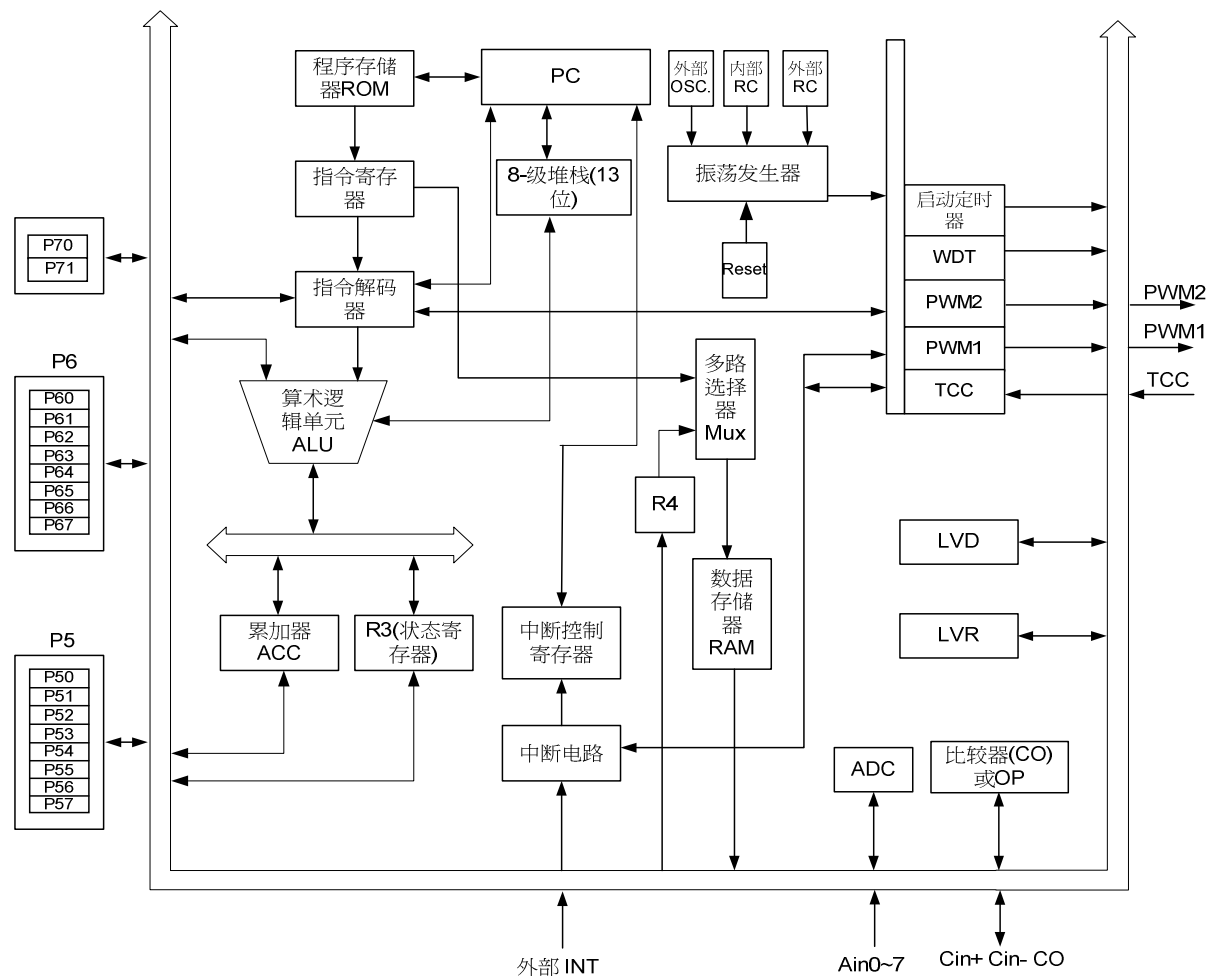 程序存储
器ROM
PC
外部
OSC.
内部
RC
外部
RC
指令寄存
器
8-级堆栈(13
位)
振荡发生器
启动定时
器
P70
P71
WDT
Reset
指令解码
器
PWM2
PWM2
PWM1
PWM1
P6
P60
P61
P62
P63
P64
P65
P66
P67
算术逻
辑单元
ALU
多路
选择
器
Mux
TCC
TCC
R4
LVD
数据
存储
器
RAM
累加器
ACC
R3(状态寄
存器)
中断控制
寄存器
LVR
P5
P50
P51
P52
P53
P54
P55
P56
P57
中断电路
ADC
比较器(CO)
或OP
外部 INT
Ain0~7
Cin+ Cin- CO